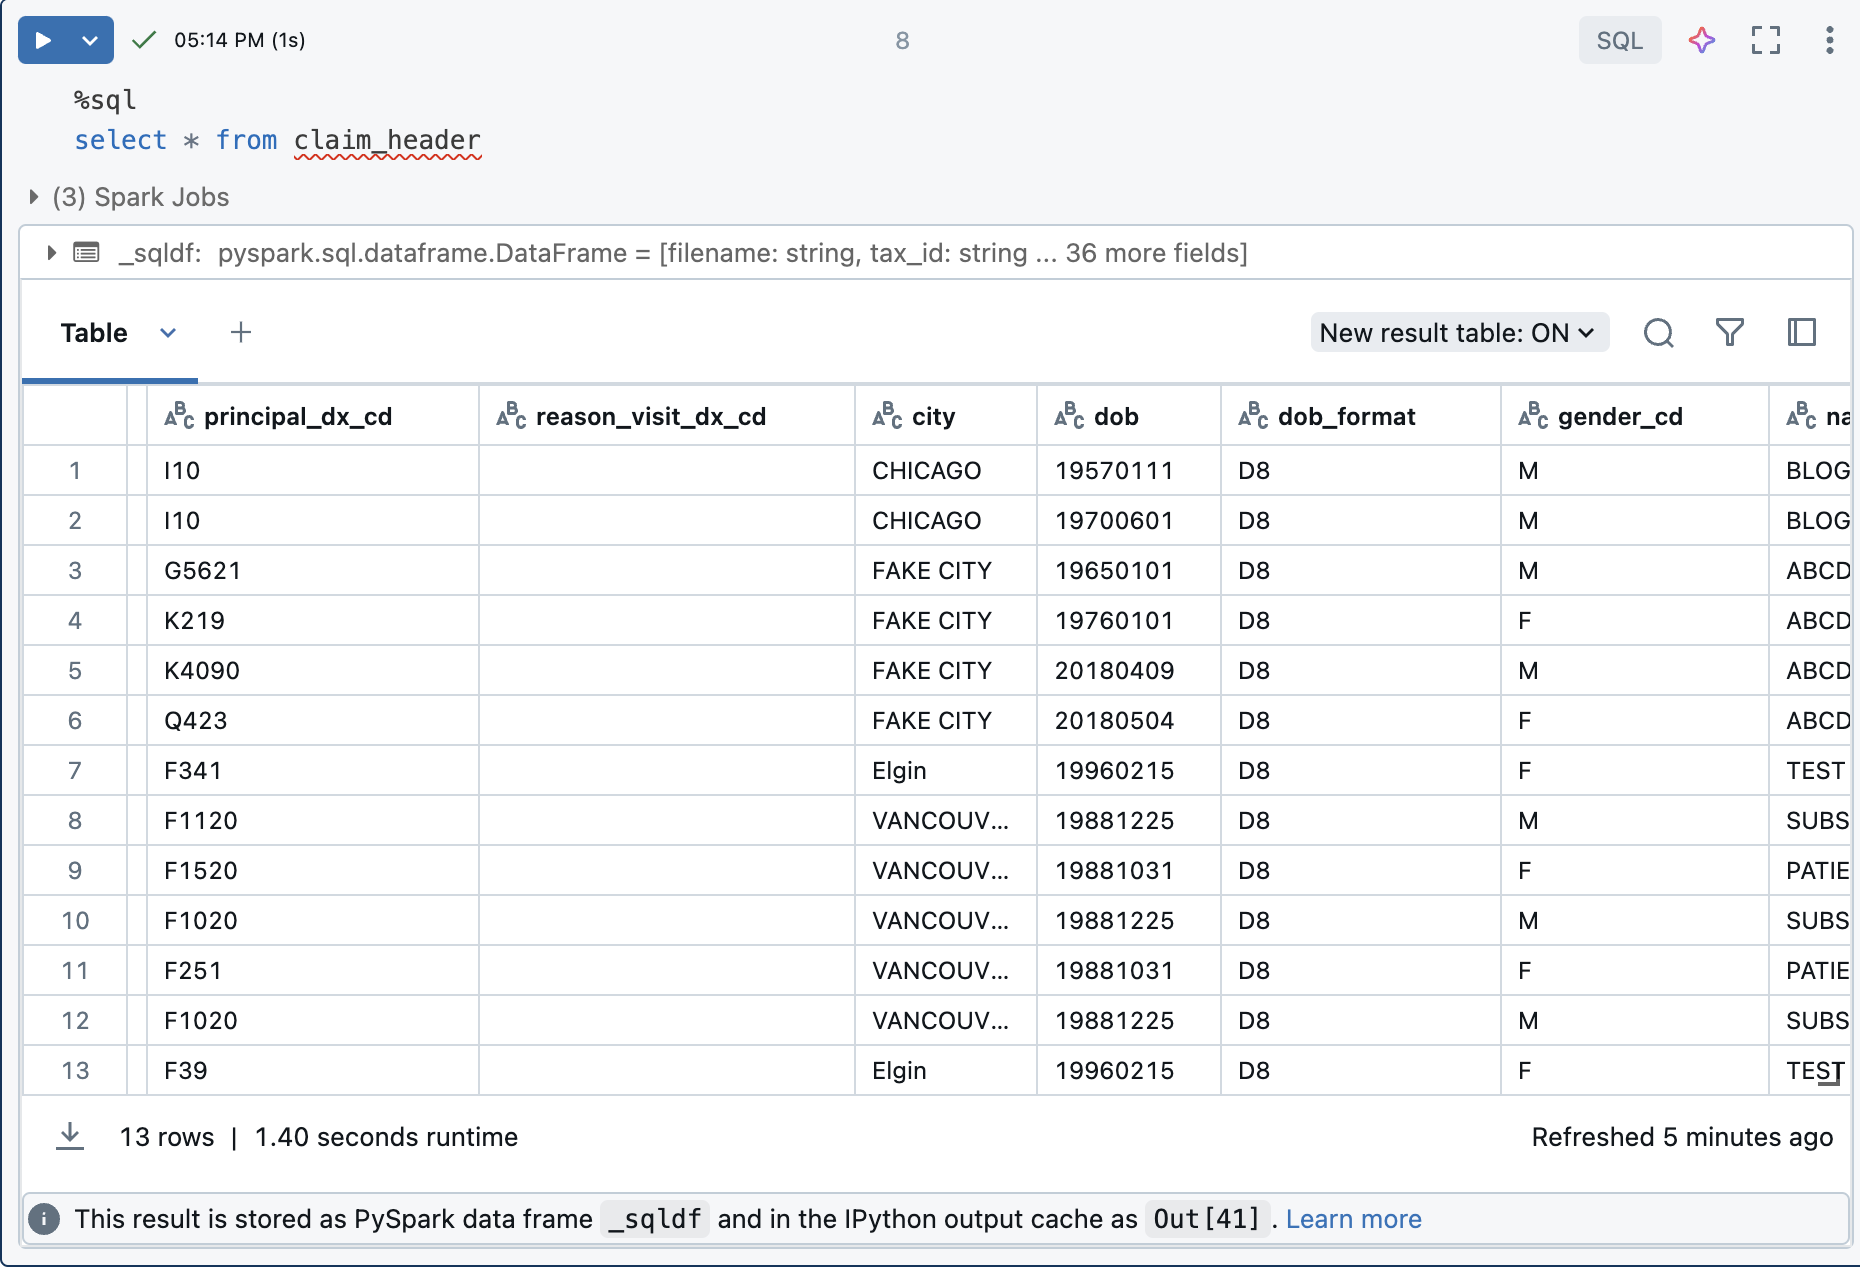 05:14 PM (1s) 8 SQL
%sql
select * from claim_header
(3) Spark Jobs
_sqldf: pyspark.sql.dataframe.DataFrame = [filename: string, tax_id: string ... 36 more fields]
Table New result table: ON
principal_dx_cd reason_visit_dx_cd city dob dob_format gender_cd na
1 I10 CHICAGO 19570111 D8 M BLOG
2 I10 CHICAGO 19700601 D8 M BLOG
3 G5621 FAKE CITY 19650101 D8 M ABCD
4 K219 FAKE CITY 19760101 D8 F ABCD
5 K4090 FAKE CITY 20180409 D8 M ABCD
6 Q423 FAKE CITY 20180504 D8 F ABCD
7 F341 Elgin 19960215 D8 F TEST
8 F1120 VANCOUV... 19881225 D8 M SUBS
9 F1520 VANCOUV... 19881031 D8 F PATIE
10 F1020 VANCOUV... 19881225 D8 M SUBS
11 F251 VANCOUV... 19881031 D8 F PATIE
12 F1020 VANCOUV... 19881225 D8 M SUBS
13 F39 Elgin 19960215 D8 F TEST
13 rows | 1.40 seconds runtime Refreshed 5 minutes ago
This result is stored as PySpark data frame _sqldf and in the IPython output cache as Out[41]. Learn more